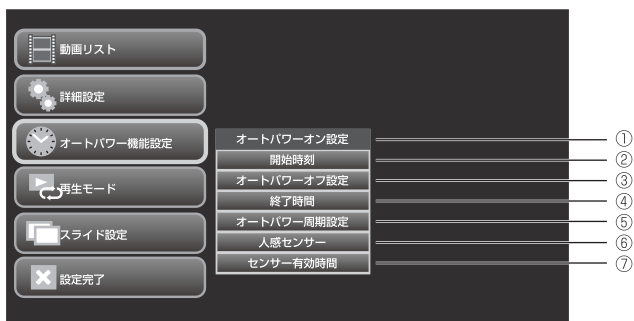 動画リスト
詳細設定
オートパワー機能設定
再生モード
スライド設定
設定完了
オートパワーオン設定 ①
開始時刻 ②
オートパワーオフ設定 ③
終了時間 ④
オートパワー周期設定 ⑤
人感センサー ⑥
センサー有効時間 ⑦